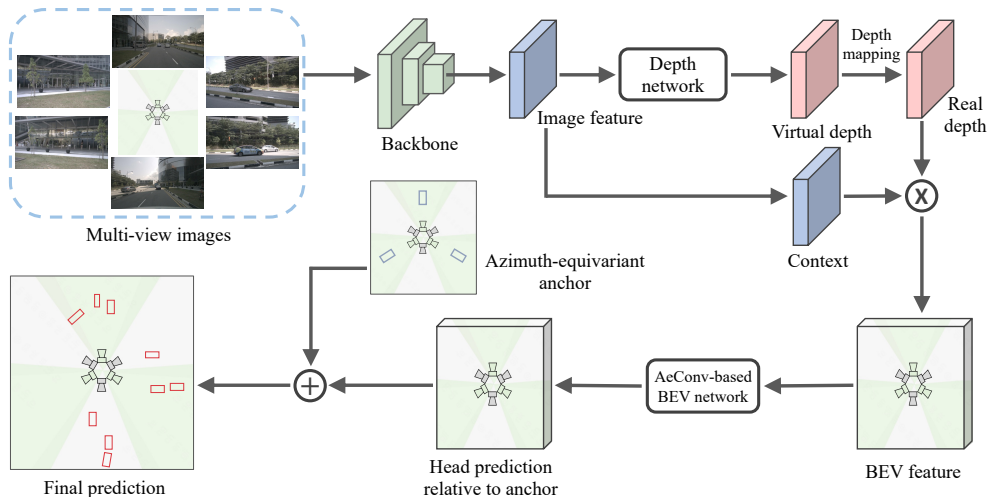 Multi-view images
Backbone
Image feature
Depth
network
Virtual depth
Depth
mapping
Real
depth
Context
X
Azimuth-equivariant
anchor
BEV feature
AeConv-based
BEV network
Head prediction
relative to anchor
+
Final prediction